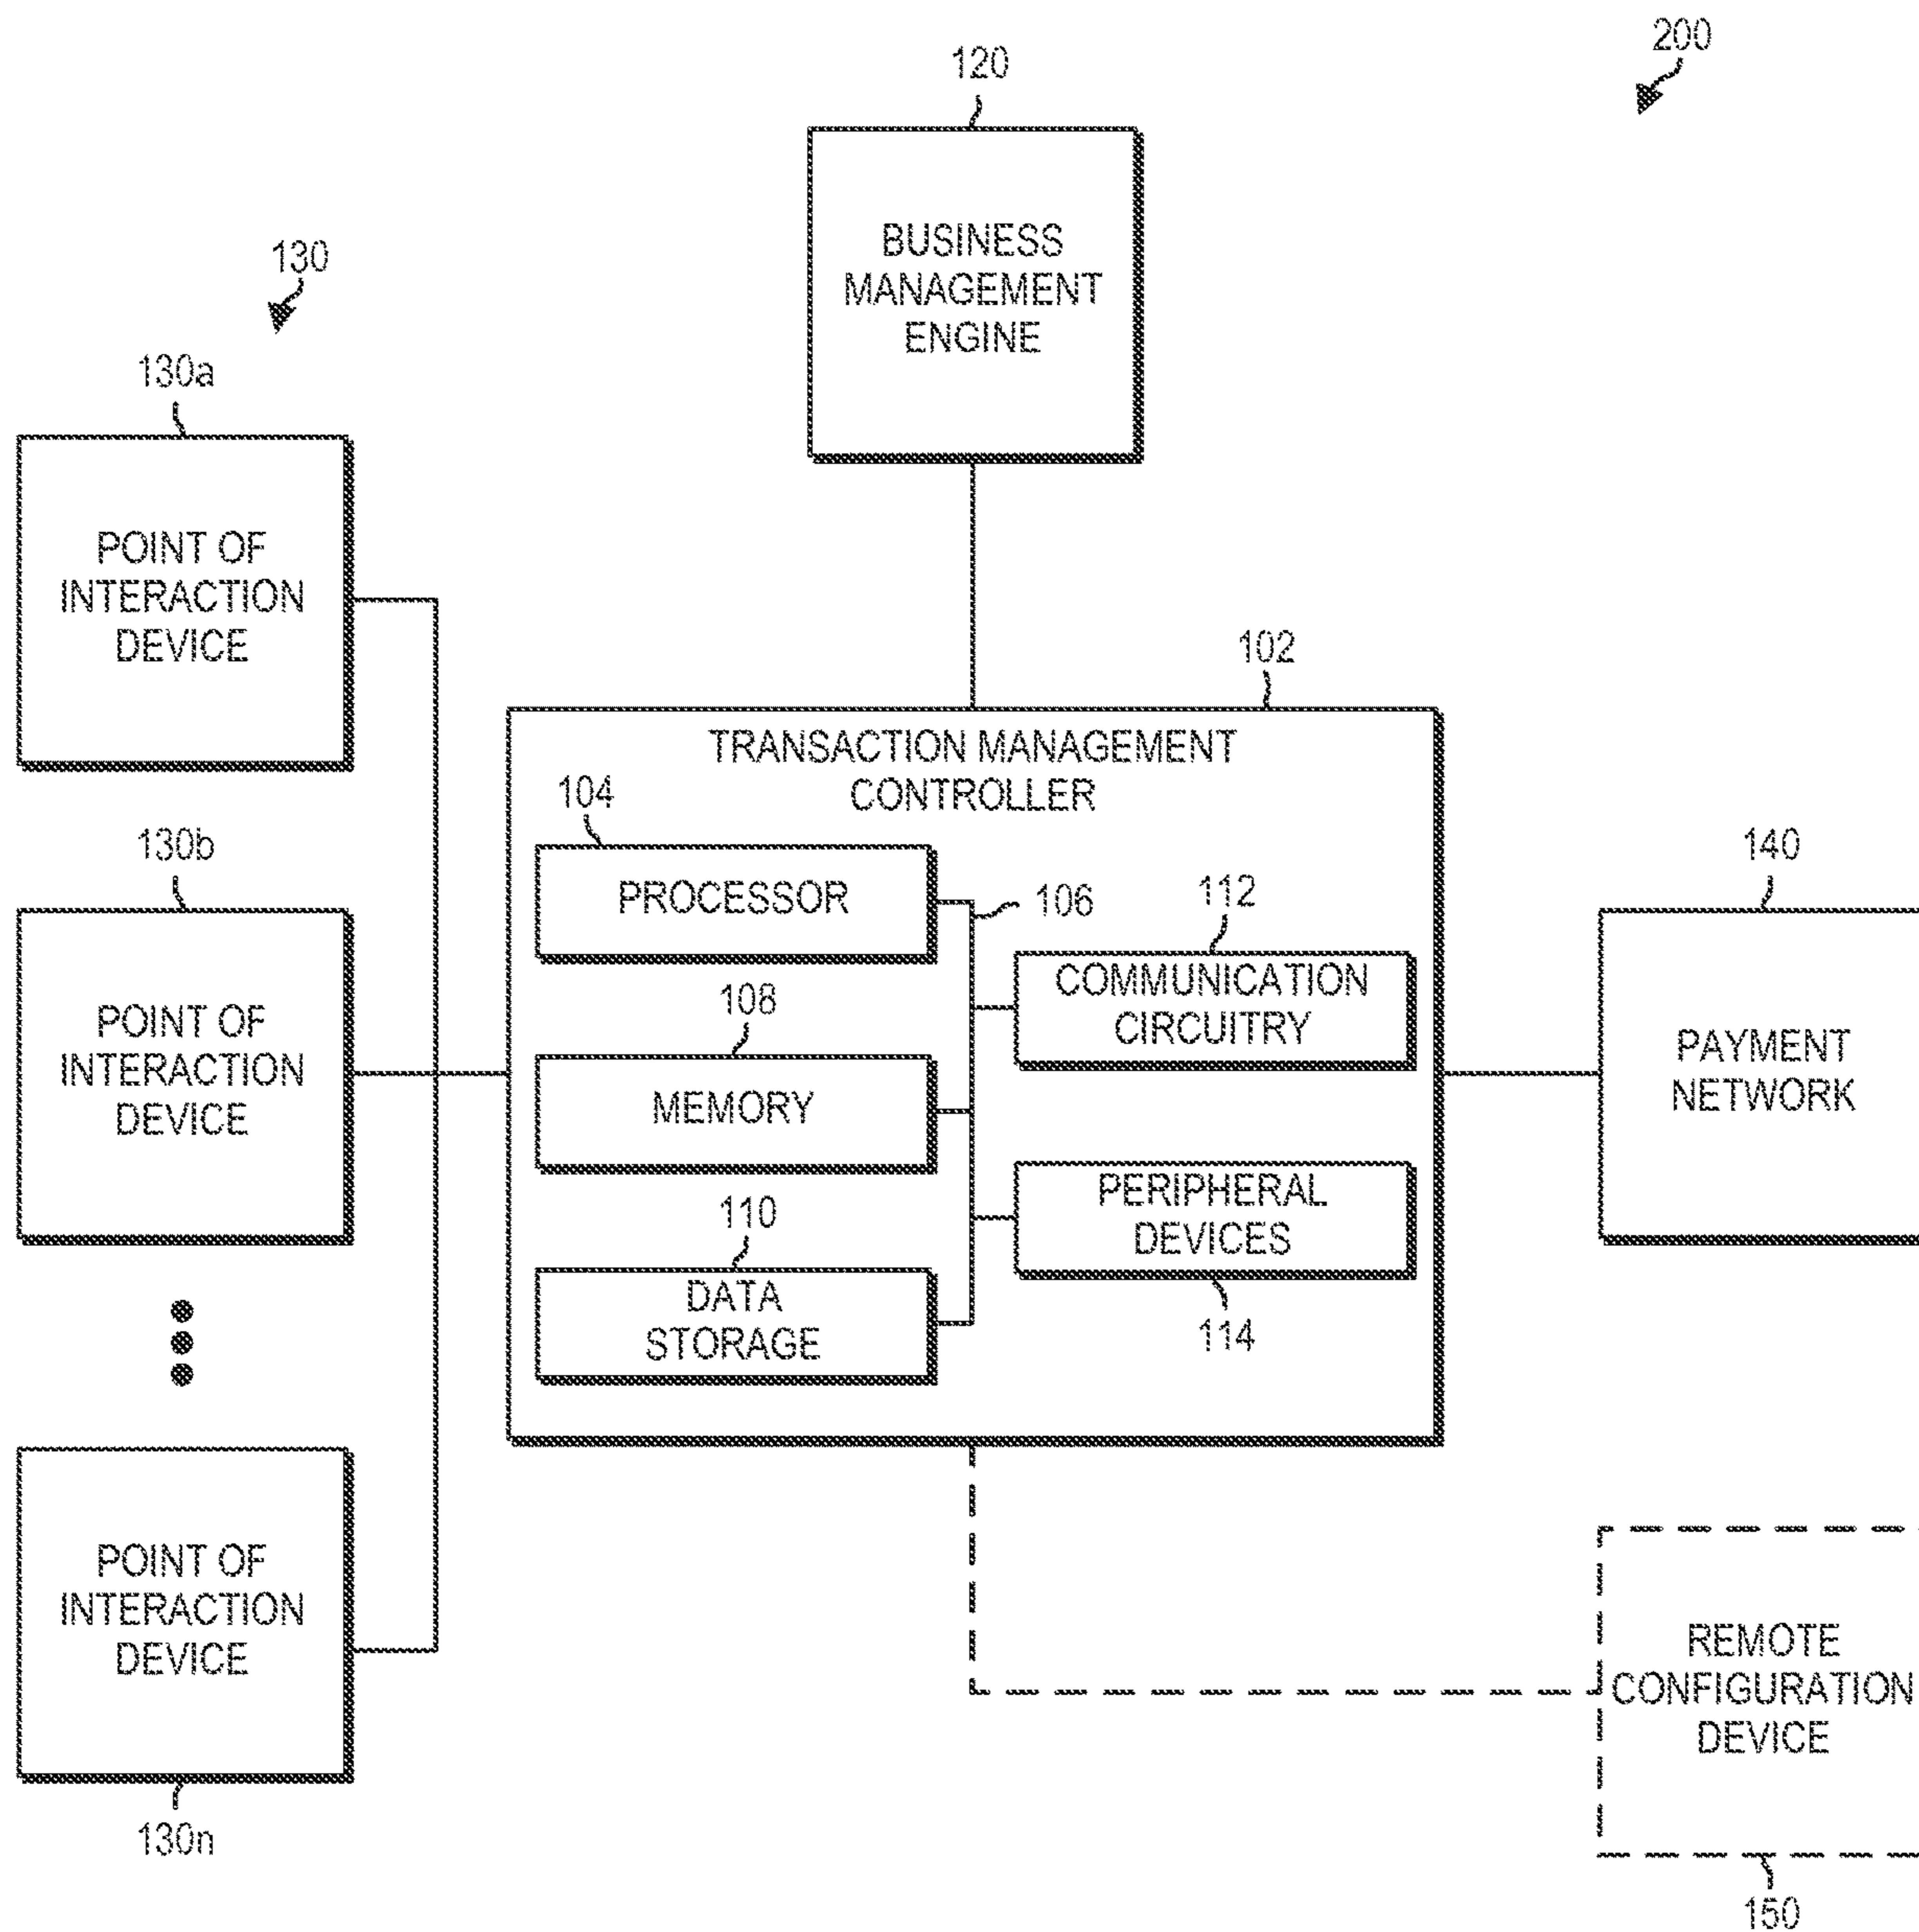 200
120
BUSINESS
MANAGEMENT
ENGINE
130
130a
POINT OF
INTERACTION
DEVICE
102
TRANSACTION MANAGEMENT
CONTROLLER
104
PROCESSOR
106
112
COMMUNICATION
CIRCUITRY
108
MEMORY
PERIPHERAL
DEVICES
114
110
DATA
STORAGE
130b
POINT OF
INTERACTION
DEVICE
140
PAYMENT
NETWORK
POINT OF
INTERACTION
DEVICE
130n
REMOTE
CONFIGURATION
DEVICE
150